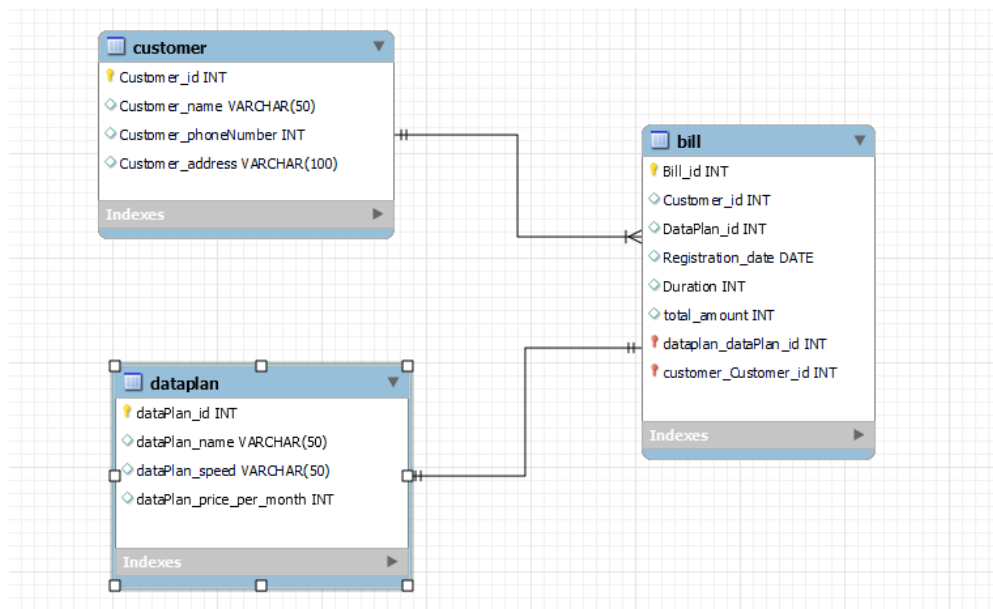 customer
Customer_id INT
Customer_name VARCHAR(50)
Customer_phoneNumber INT
Customer_address VARCHAR(100)
Indexes
bill
Bill_id INT
Customer_id INT
DataPlan_id INT
Registration_date DATE
Duration INT
total_amount INT
dataplan_dataPlan_id INT
customer_Customer_id INT
Indexes
dataplan
dataPlan_id INT
dataPlan_name VARCHAR(50)
dataPlan_speed VARCHAR(50)
dataPlan_price_per_month INT
Indexes